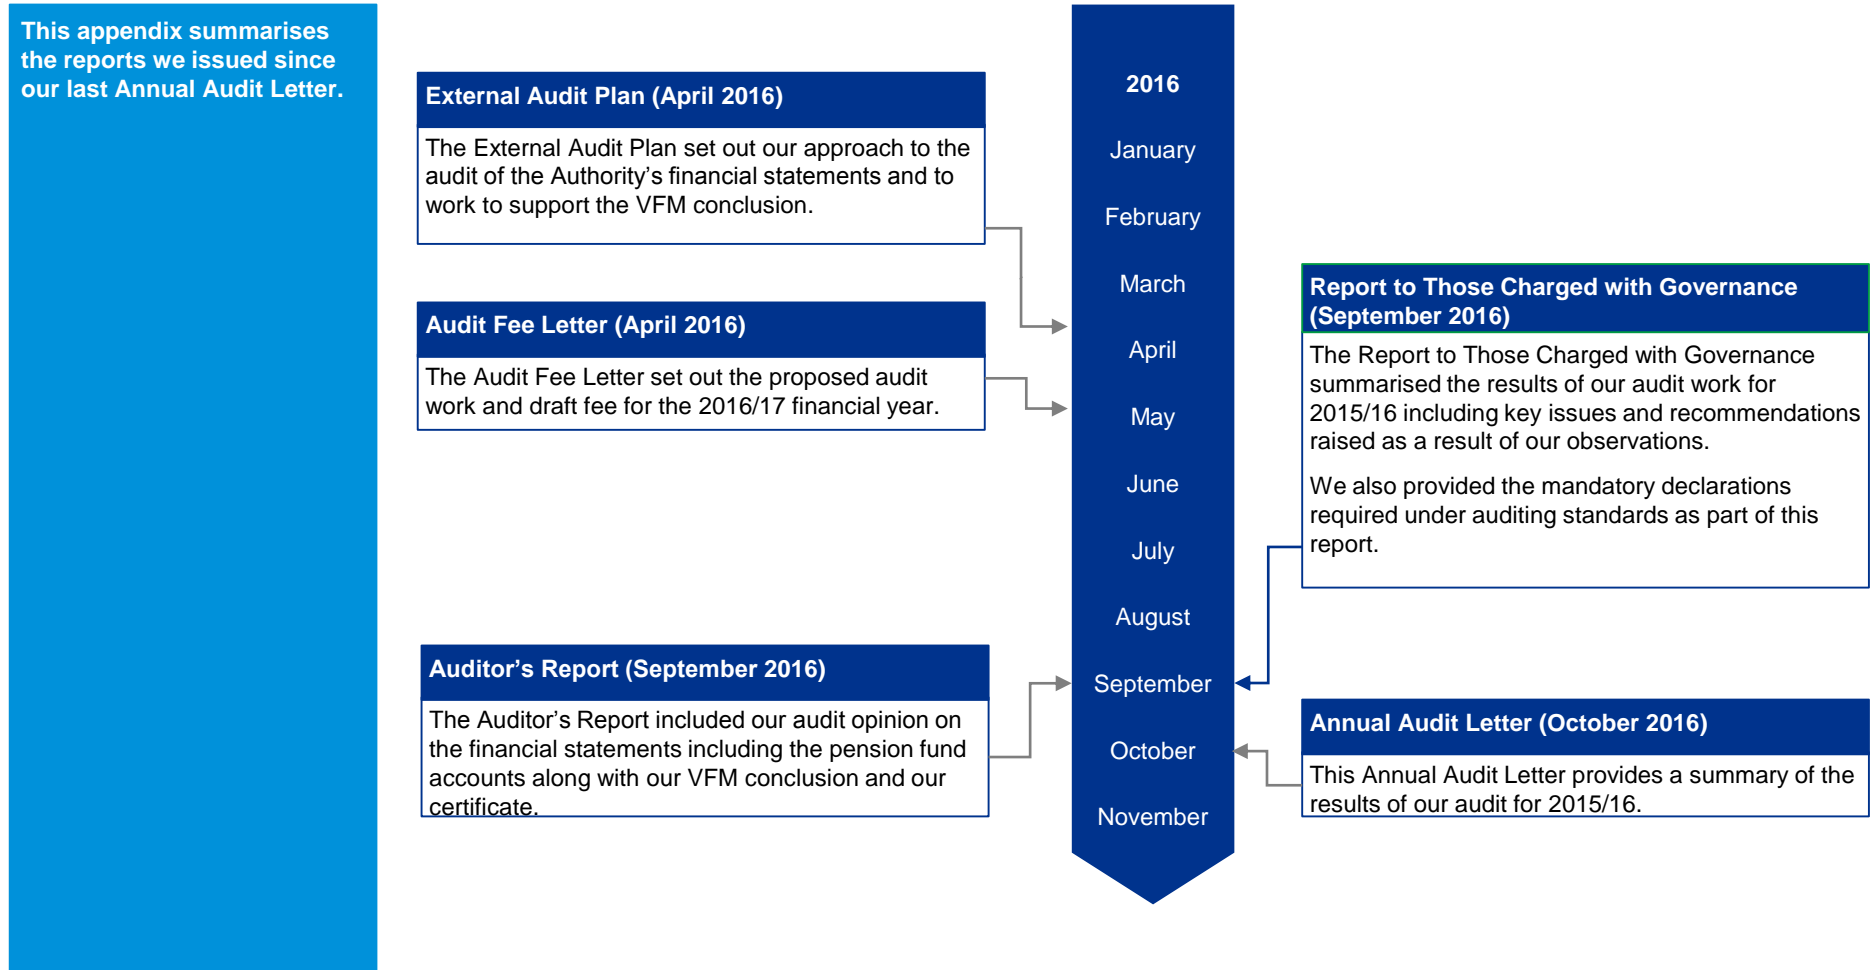 This appendix summarises
the reports we issued since
our last Annual Audit Letter.
External Audit Plan (April 2016)
The External Audit Plan set out our approach to the
audit of the Authority’s financial statements and to
work to support the VFM conclusion.
Audit Fee Letter (April 2016)
The Audit Fee Letter set out the proposed audit
work and draft fee for the 2016/17 financial year.
Auditor’s Report (September 2016)
The Auditor’s Report included our audit opinion on
the financial statements including the pension fund
accounts along with our VFM conclusion and our
certificate.
2016
January
February
March
April
May
June
July
August
September
October
November
Report to Those Charged with Governance
(September 2016)
The Report to Those Charged with Governance
summarised the results of our audit work for
2015/16 including key issues and recommendations
raised as a result of our observations.
We also provided the mandatory declarations
required under auditing standards as part of this
report.
Annual Audit Letter (October 2016)
This Annual Audit Letter provides a summary of the
results of our audit for 2015/16.